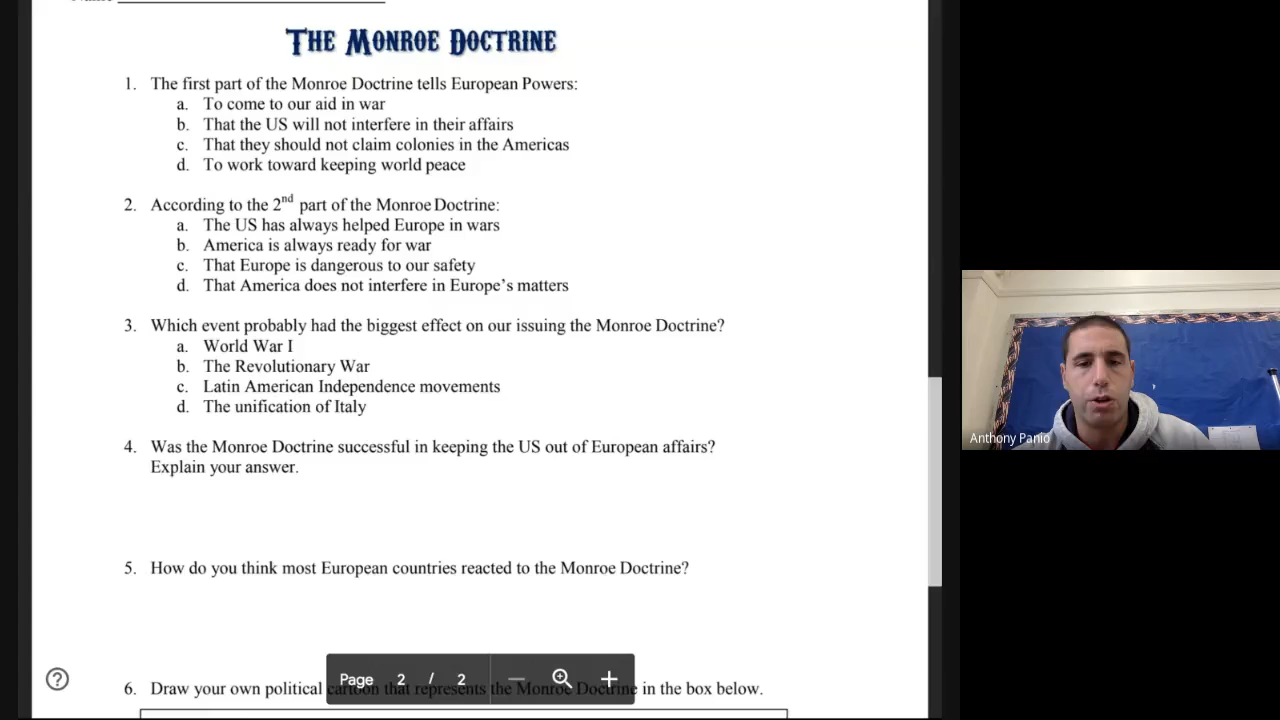 Name
The Monroe Doctrine
1. The first part of the Monroe Doctrine tells European Powers:
a. To come to our aid in war
b. That the US will not interfere in their affairs
c. That they should not claim colonies in the Americas
d. To work toward keeping world peace
2. According to the 2nd part of the Monroe Doctrine:
a. The US has always helped Europe in wars
b. America is always ready for war
c. That Europe is dangerous to our safety
d. That America does not interfere in Europe's matters
3. Which event probably had the biggest effect on our issuing the Monroe Doctrine?
a. World War I
b. The Revolutionary War
c. Latin American Independence movements
d. The unification of Italy
4. Was the Monroe Doctrine successful in keeping the US out of European affairs?
Explain your answer.
5. How do you think most European countries reacted to the Monroe Doctrine?
6. Draw your own political cartoon that represents the Monroe Doctrine in the box below.
Page 2 / 2
Anthony Panio